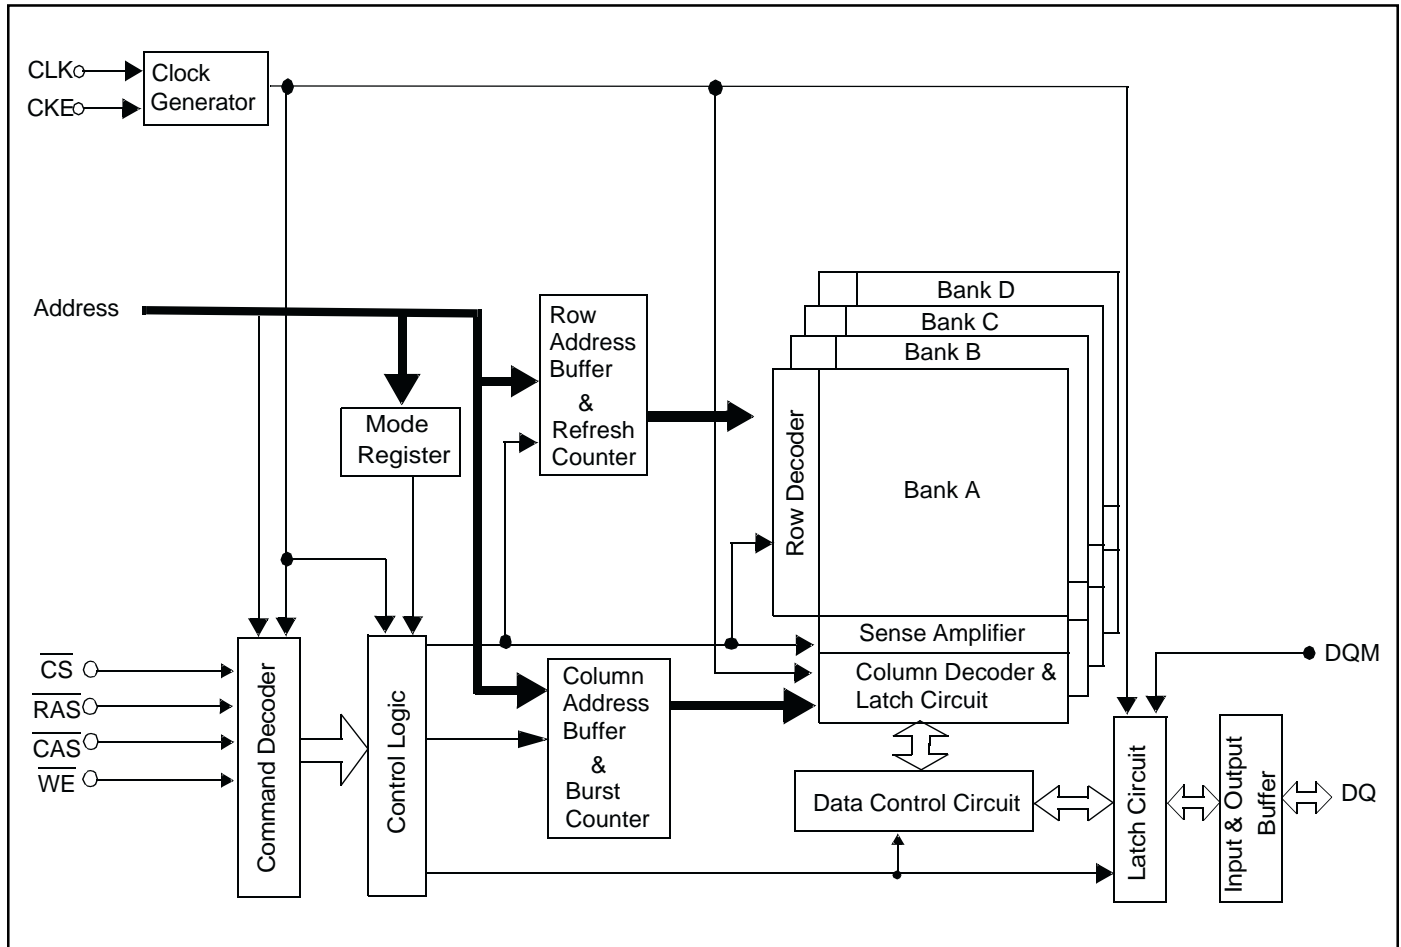 CLK
CKE
Clock
Generator
Address
Row
Address
Buffer
&
Refresh
Counter
Mode
Register
Bank D
Bank C
Bank B
Bank A
Row Decoder
Sense Amplifier
Column Decoder &
Latch Circuit
CS
RAS
CAS
WE
Command Decoder
Control Logic
Column
Address
Buffer
&
Burst
Counter
Data Control Circuit
Latch Circuit
Input & Output
Buffer
DQM
DQ